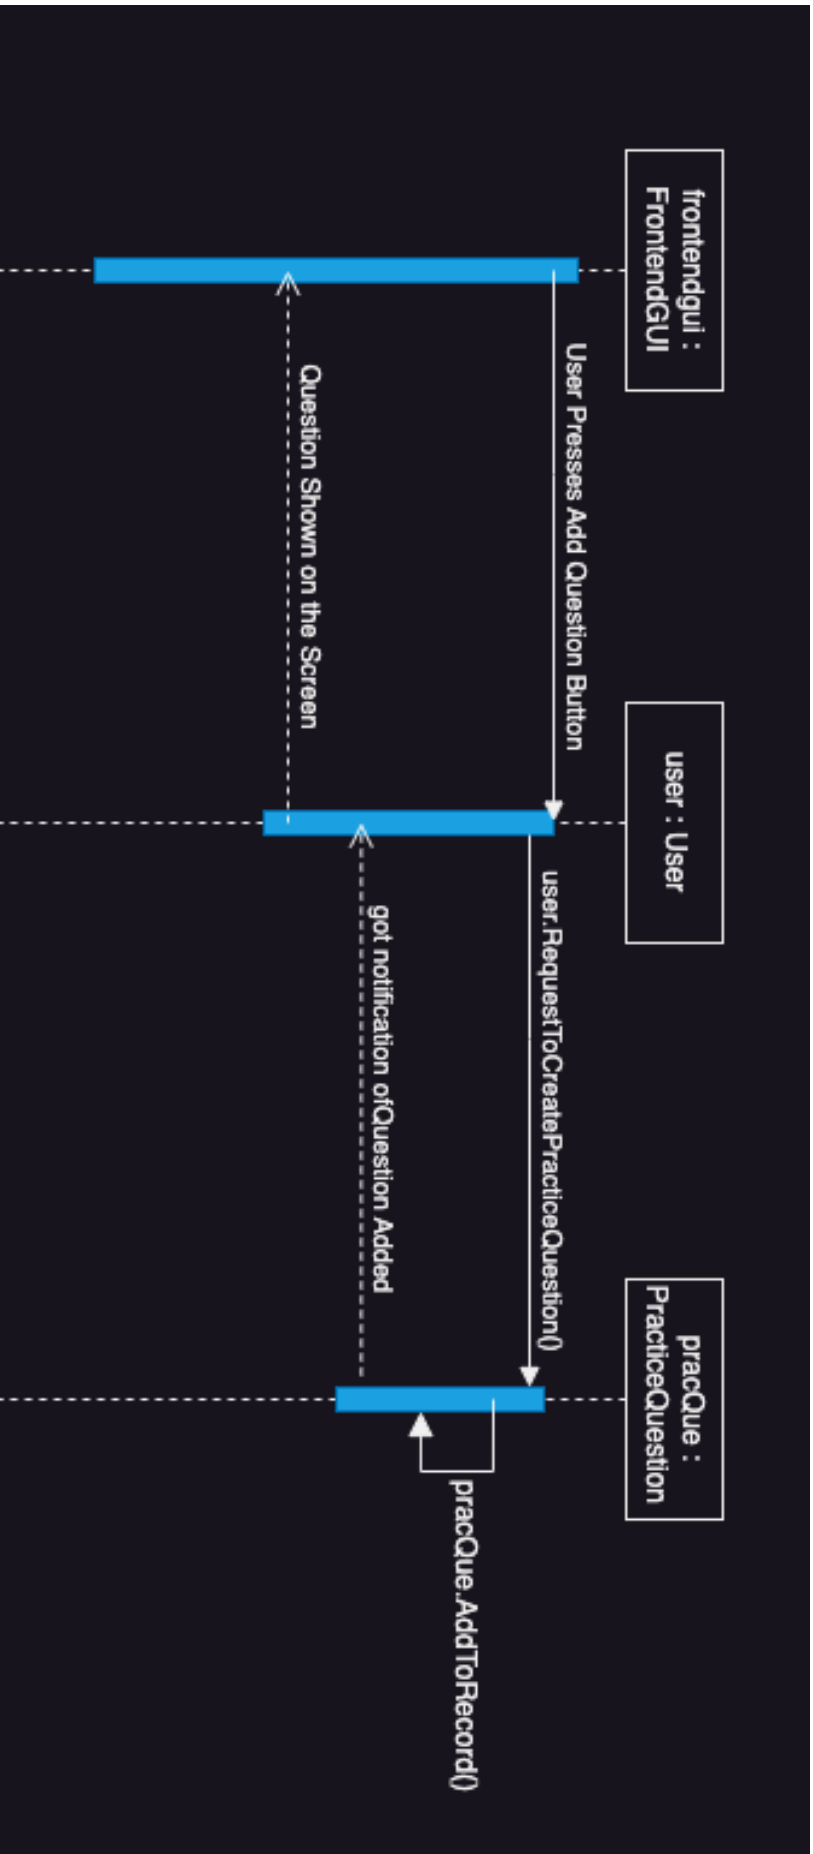 frontendgui :
FrontendGUI
user : User
pracQue :
PracticeQuestion
User Presses Add Question Button
user.RequestToCreatePracticeQuestion()
pracQue.AddToRecord()
got notification ofQuestion Added
Question Shown on the Screen